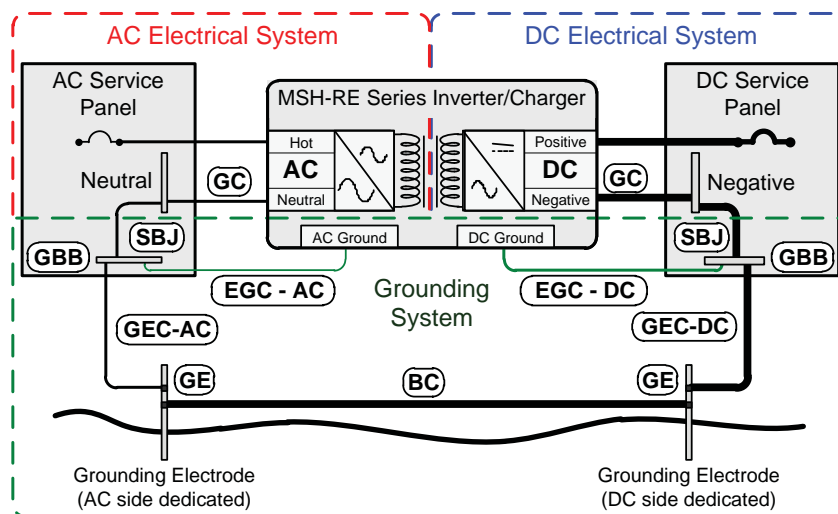 AC Electrical System
DC Electrical System
AC Service
Panel
MSH-RE Series Inverter/Charger
DC Service
Panel
Hot
AC
Neutral
Positive
DC
Negative
Neutral
GC
GC
Negative
SBJ
SBJ
GBB
GBB
AC Ground
DC Ground
EGC - AC
EGC - DC
Grounding
System
GEC-AC
GEC-DC
GE
BC
GE
Grounding Electrode
(AC side dedicated)
Grounding Electrode
(DC side dedicated)